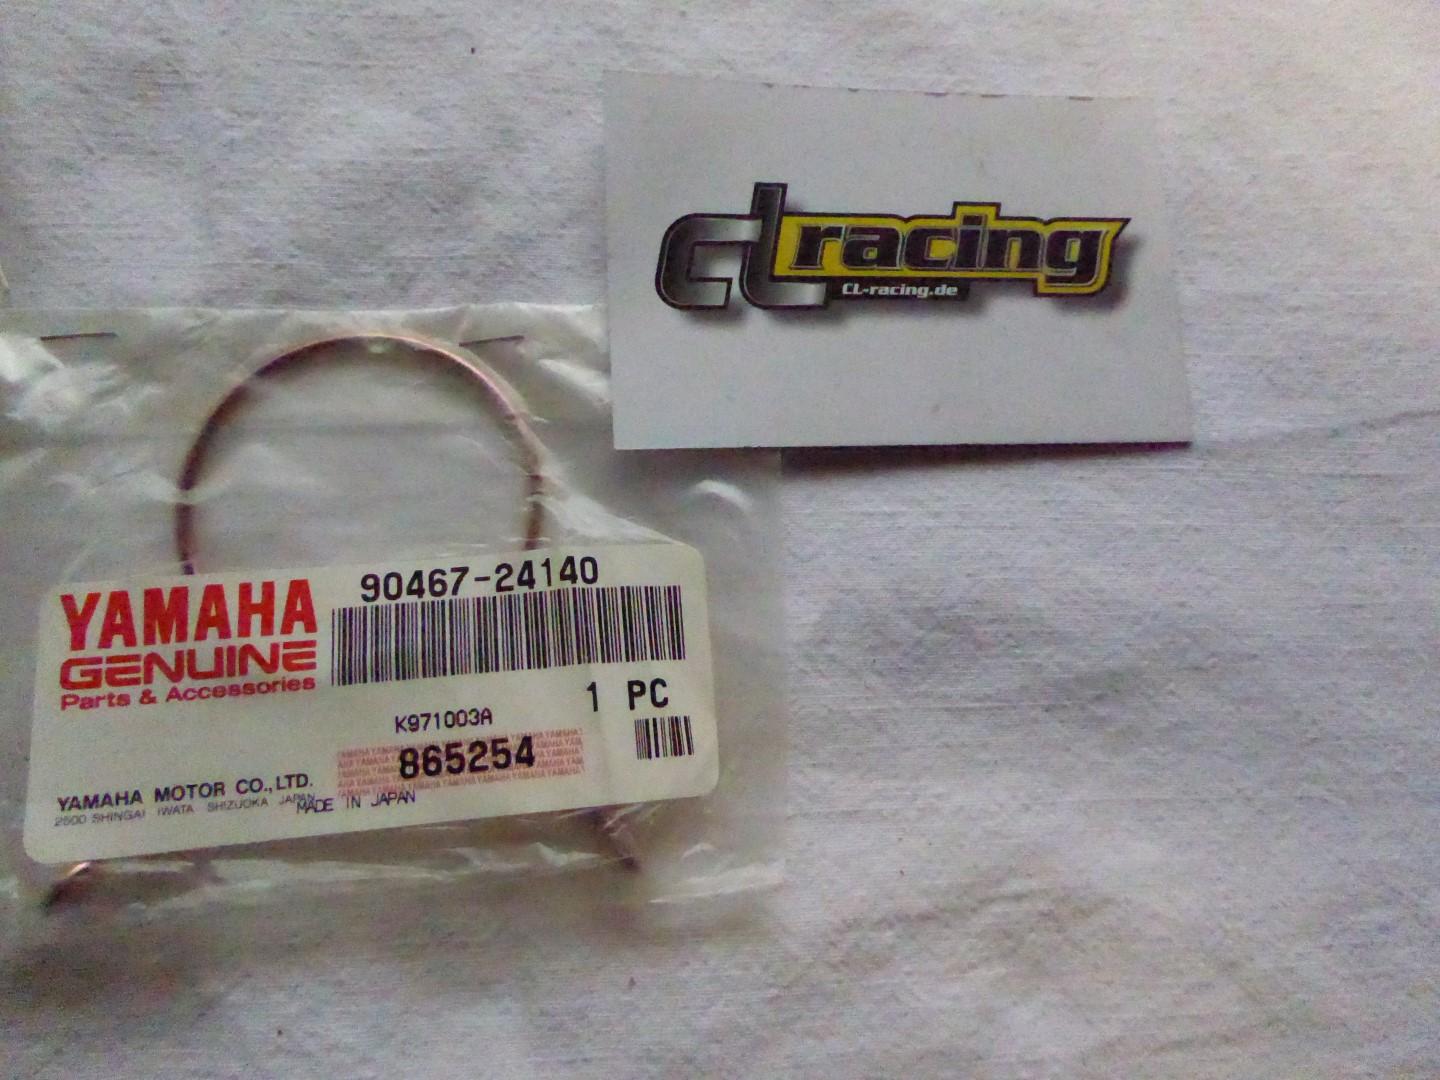 CL racing
CL-racing.de
90467-24140
YAMAHA
GENUINE
Parts & Accessories
1 PC
K971003A
865254
YAMAHA MOTOR CO.,LTD.
2500 SHINGAI IWATA SHIZUOKA JAPAN
MADE IN JAPAN